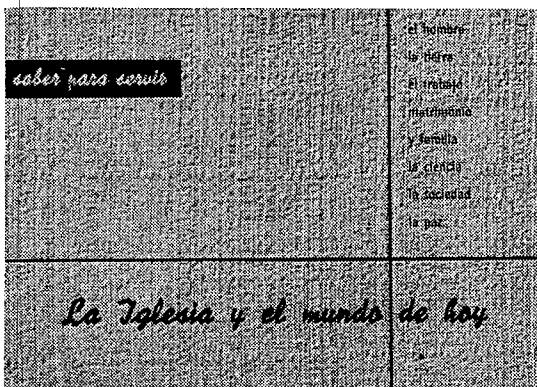 saber para servir
el hombre
la tierra
el trabajo
matrimonio
y familia
la ciencia
la sociedad
la paz
La Iglesia y el mundo de hoy